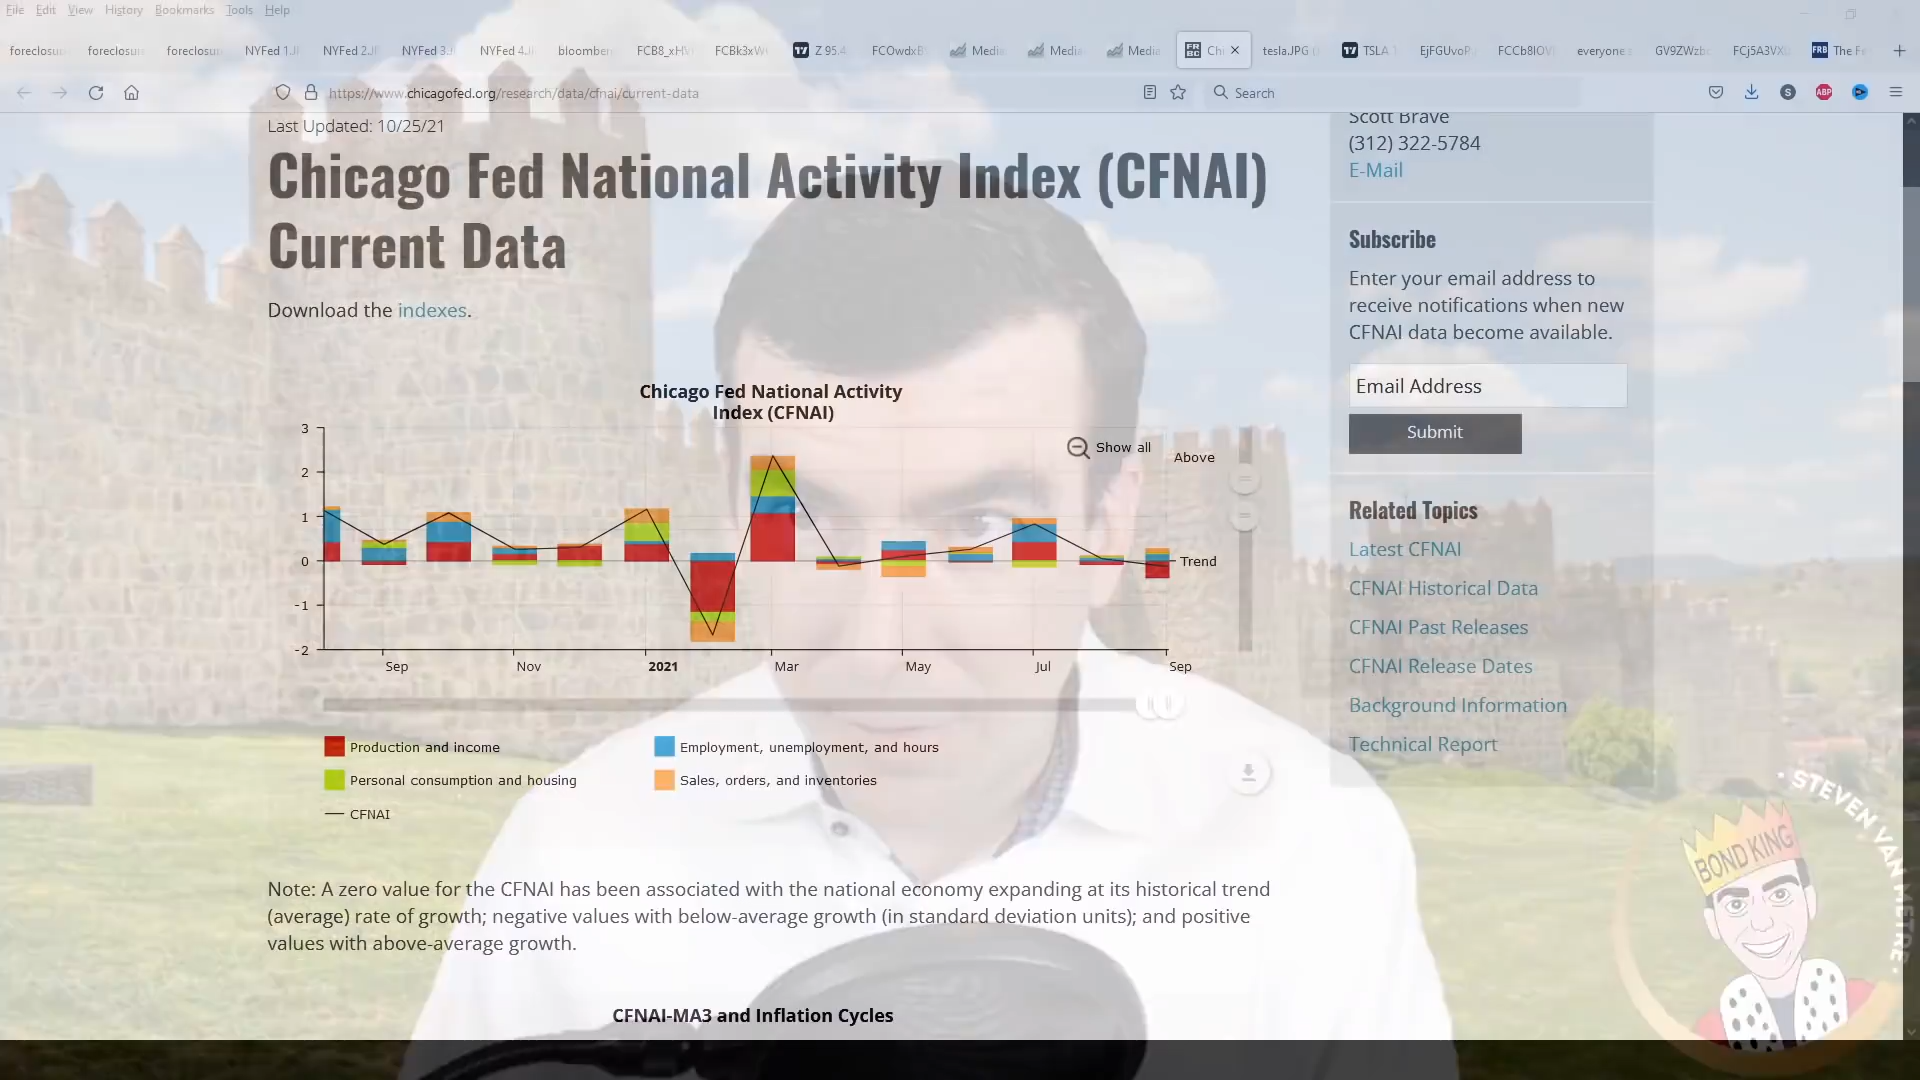 File Edit View History Bookmarks Tools Help
foreclosu foreclosur foreclosur NYFed 1.J NYFed 2.J NYFed 3.J NYFed 4.J bloomber FCB8_xHV FCBk3xW Z 95.4 FCOwdxB Media Media Media Ch tesla.JPG TSLA EjFGUvoP FCCb8IOV everyone GV9ZWzb FCj5A3VX The Fe
https://www.chicagofed.org/research/data/cfnai/current-data
Search
Last Updated: 10/25/21
Chicago Fed National Activity Index (CFNAI)
Current Data
Download the indexes.
Chicago Fed National Activity
Index (CFNAI)
Show all
Above
Trend
3
2
1
0
-1
-2
Sep Nov 2021 Mar May Jul Sep
Production and income
Employment, unemployment, and hours
Personal consumption and housing
Sales, orders, and inventories
CFNAI
Note: A zero value for the CFNAI has been associated with the national economy expanding at its historical trend
(average) rate of growth; negative values with below-average growth (in standard deviation units); and positive
values with above-average growth.
CFNAI-MA3 and Inflation Cycles
Scott Brave
(312) 322-5784
E-Mail
Subscribe
Enter your email address to
receive notifications when new
CFNAI data become available.
Email Address
Submit
Related Topics
Latest CFNAI
CFNAI Historical Data
CFNAI Past Releases
CFNAI Release Dates
Background Information
Technical Report
• STEVEN VAN METRE •
BOND KING